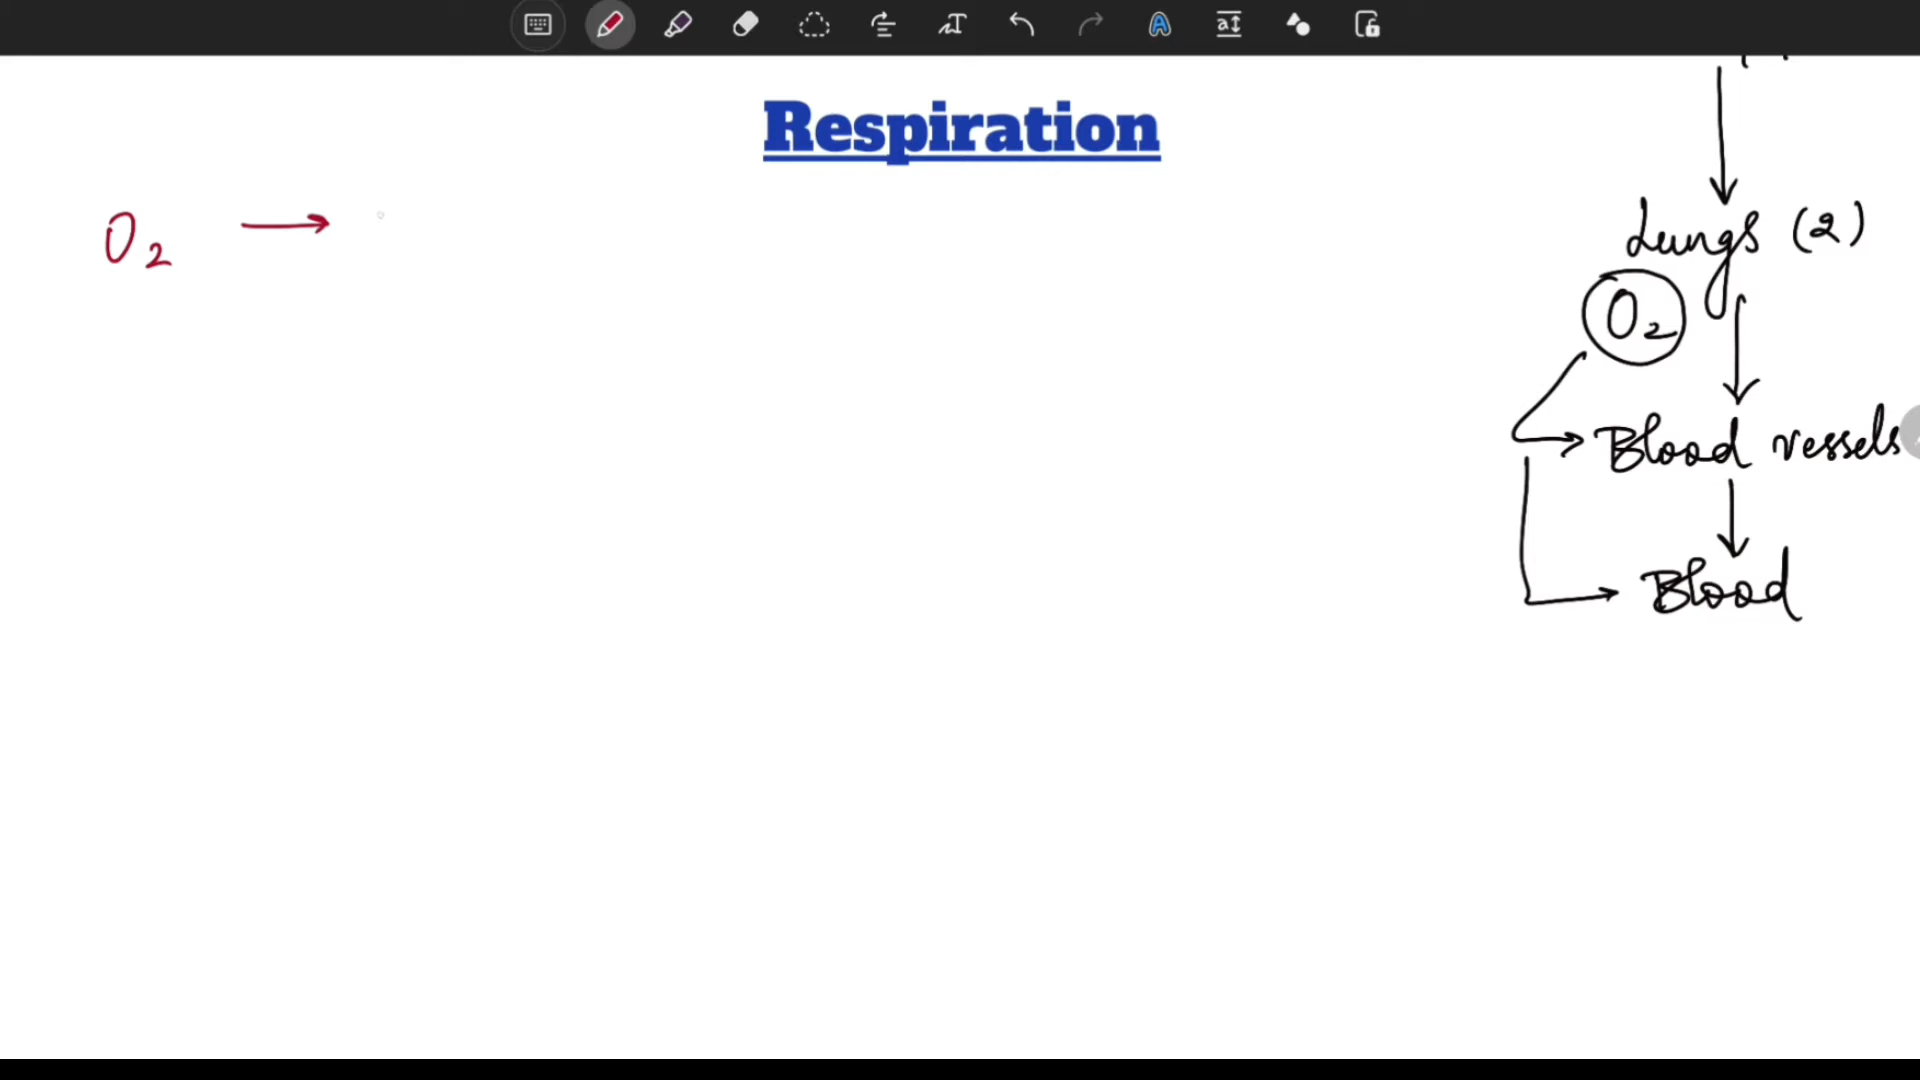 Respiration
O₂ →
Lungs (2)
O₂
Blood vessels
Blood